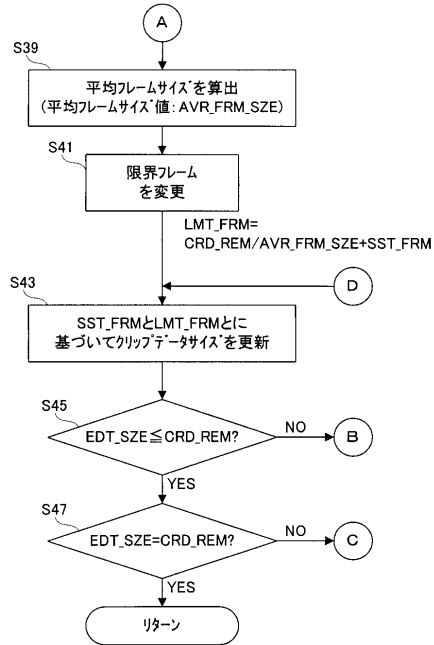 A
S39
平均フレームサイズを算出
(平均フレームサイズ値：AVR_FRM_SZE)
S41
限界フレーム
を変更
LMT_FRM=
CRD_REM/AVR_FRM_SZE+SST_FRM
D
S43
SST_FRMとLMT_FRMとに
基づいてクリップデータサイズを更新
S45
EDT_SZE≦CRD_REM?
NO
B
YES
S47
EDT_SZE=CRD_REM?
NO
C
YES
リターン